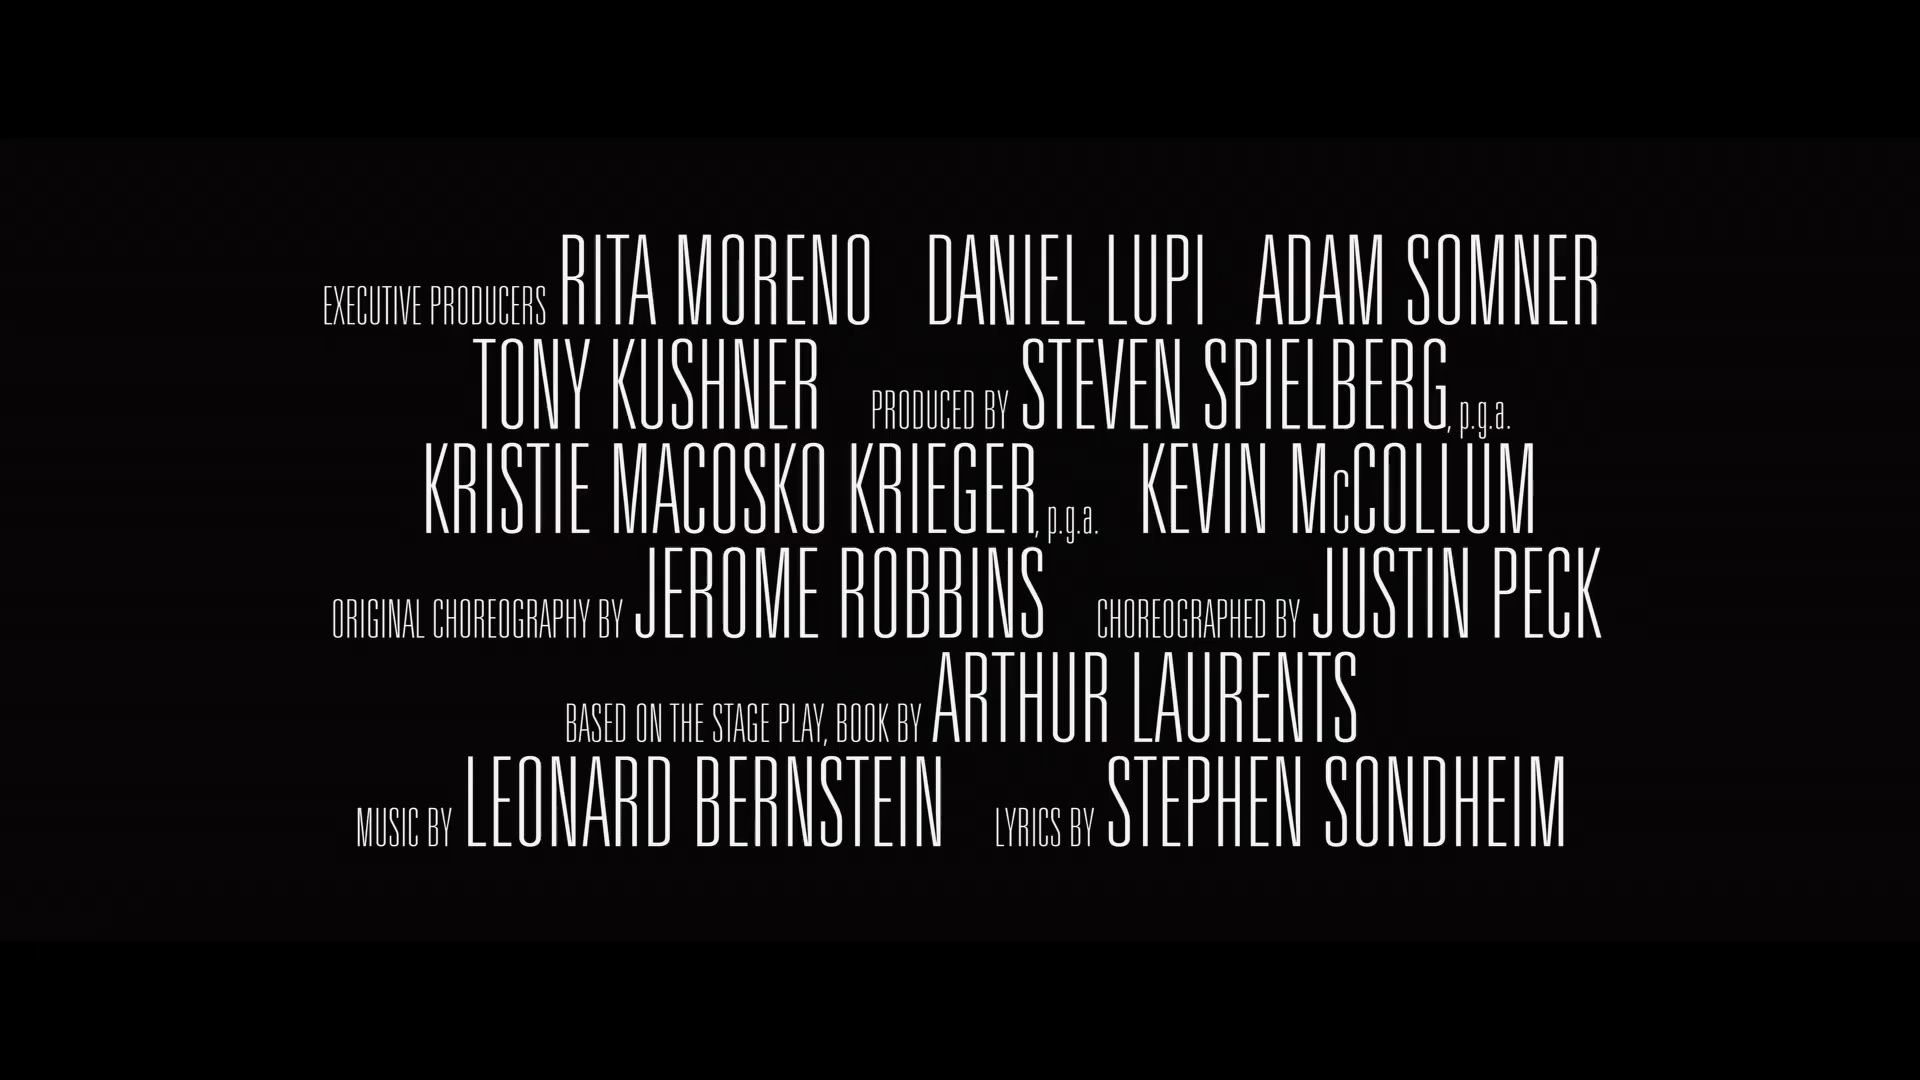 EXECUTIVE PRODUCERS RITA MORENO DANIEL LUPI ADAM SOMNER
TONY KUSHNER PRODUCED BY STEVEN SPIELBERG, p.g.a.
KRISTIE MACOSKO KRIEGER, p.g.a. KEVIN McCOLLUM
ORIGINAL CHOREOGRAPHY BY JEROME ROBBINS CHOREOGRAPHED BY JUSTIN PECK
BASED ON THE STAGE PLAY, BOOK BY ARTHUR LAURENTS
MUSIC BY LEONARD BERNSTEIN LYRICS BY STEPHEN SONDHEIM